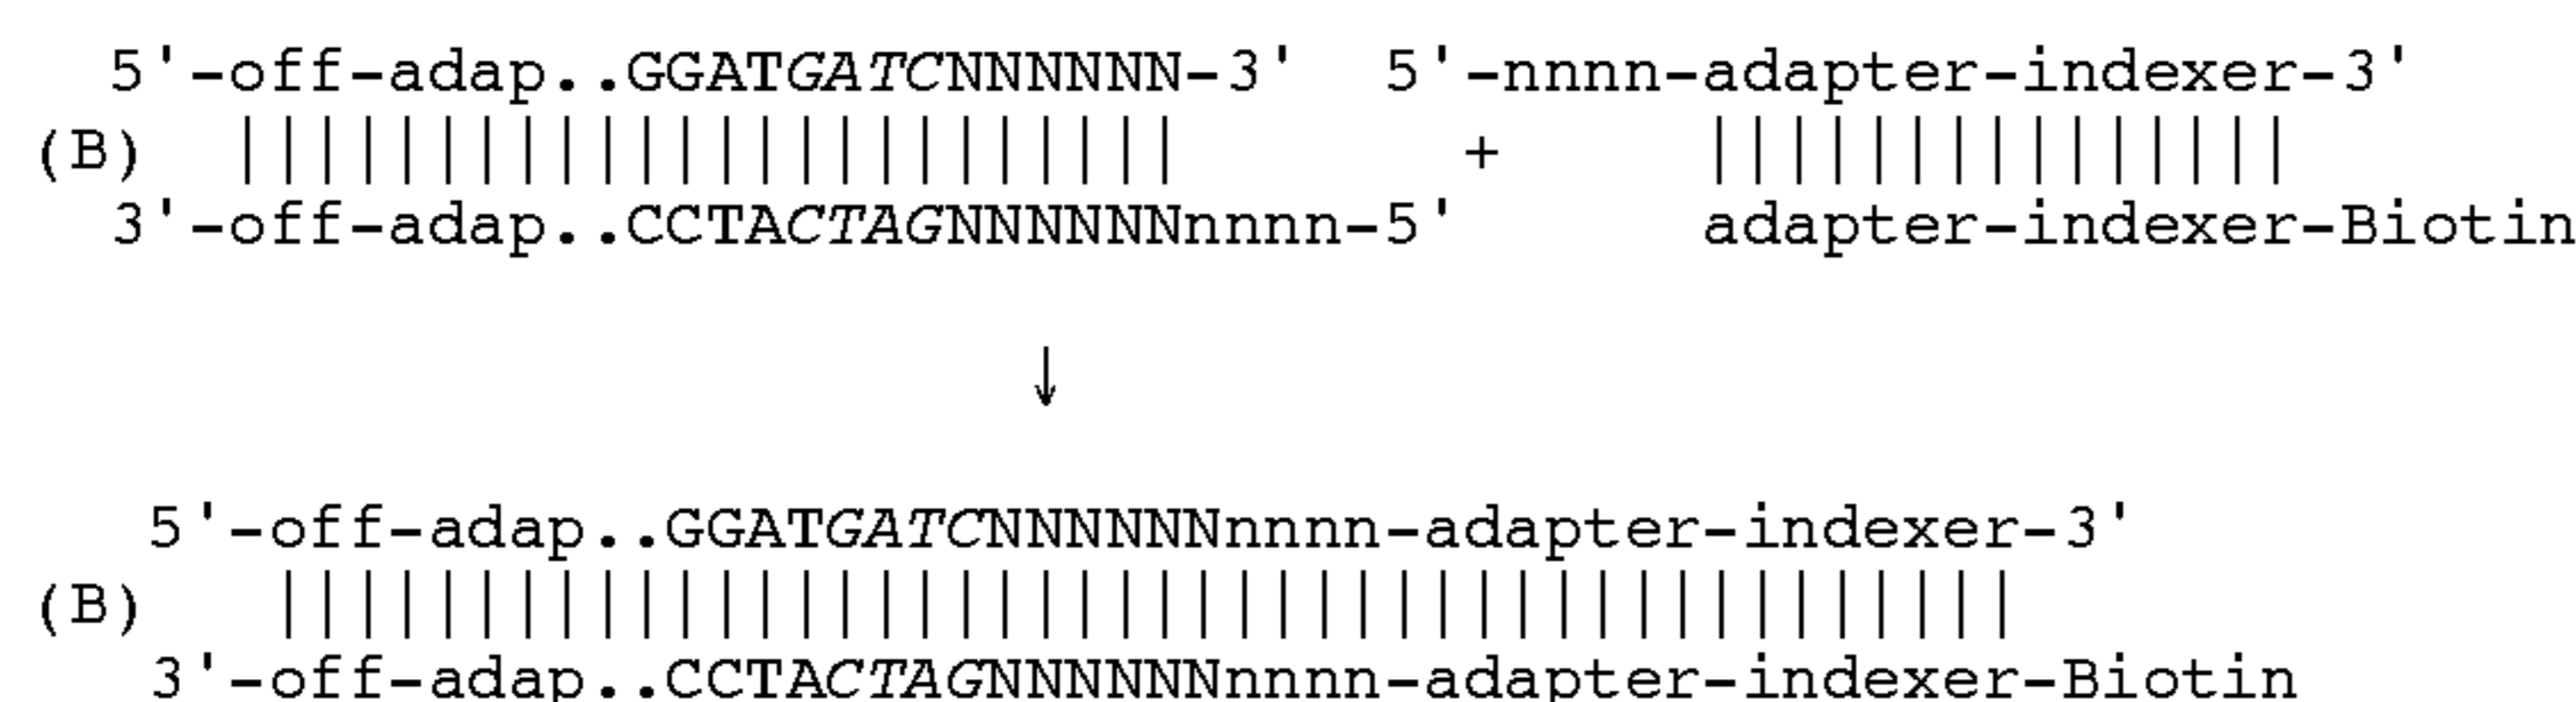 5'-off-adap..GGATGATCNNNNNN-3' 5'-nnnn-adapter-indexer-3'
(B) |||||||||||||||||||||||| + |||||||||||||||
3'-off-adap..CCTACTAGNNNNNNnnnn-5' adapter-indexer-Biotin
↓
5'-off-adap..GGATGATCNNNNNNnnnn-adapter-indexer-3'
(B) ||||||||||||||||||||||||||||||||||||||||||||
3'-off-adap..CCTACTAGNNNNNNnnnn-adapter-indexer-Biotin